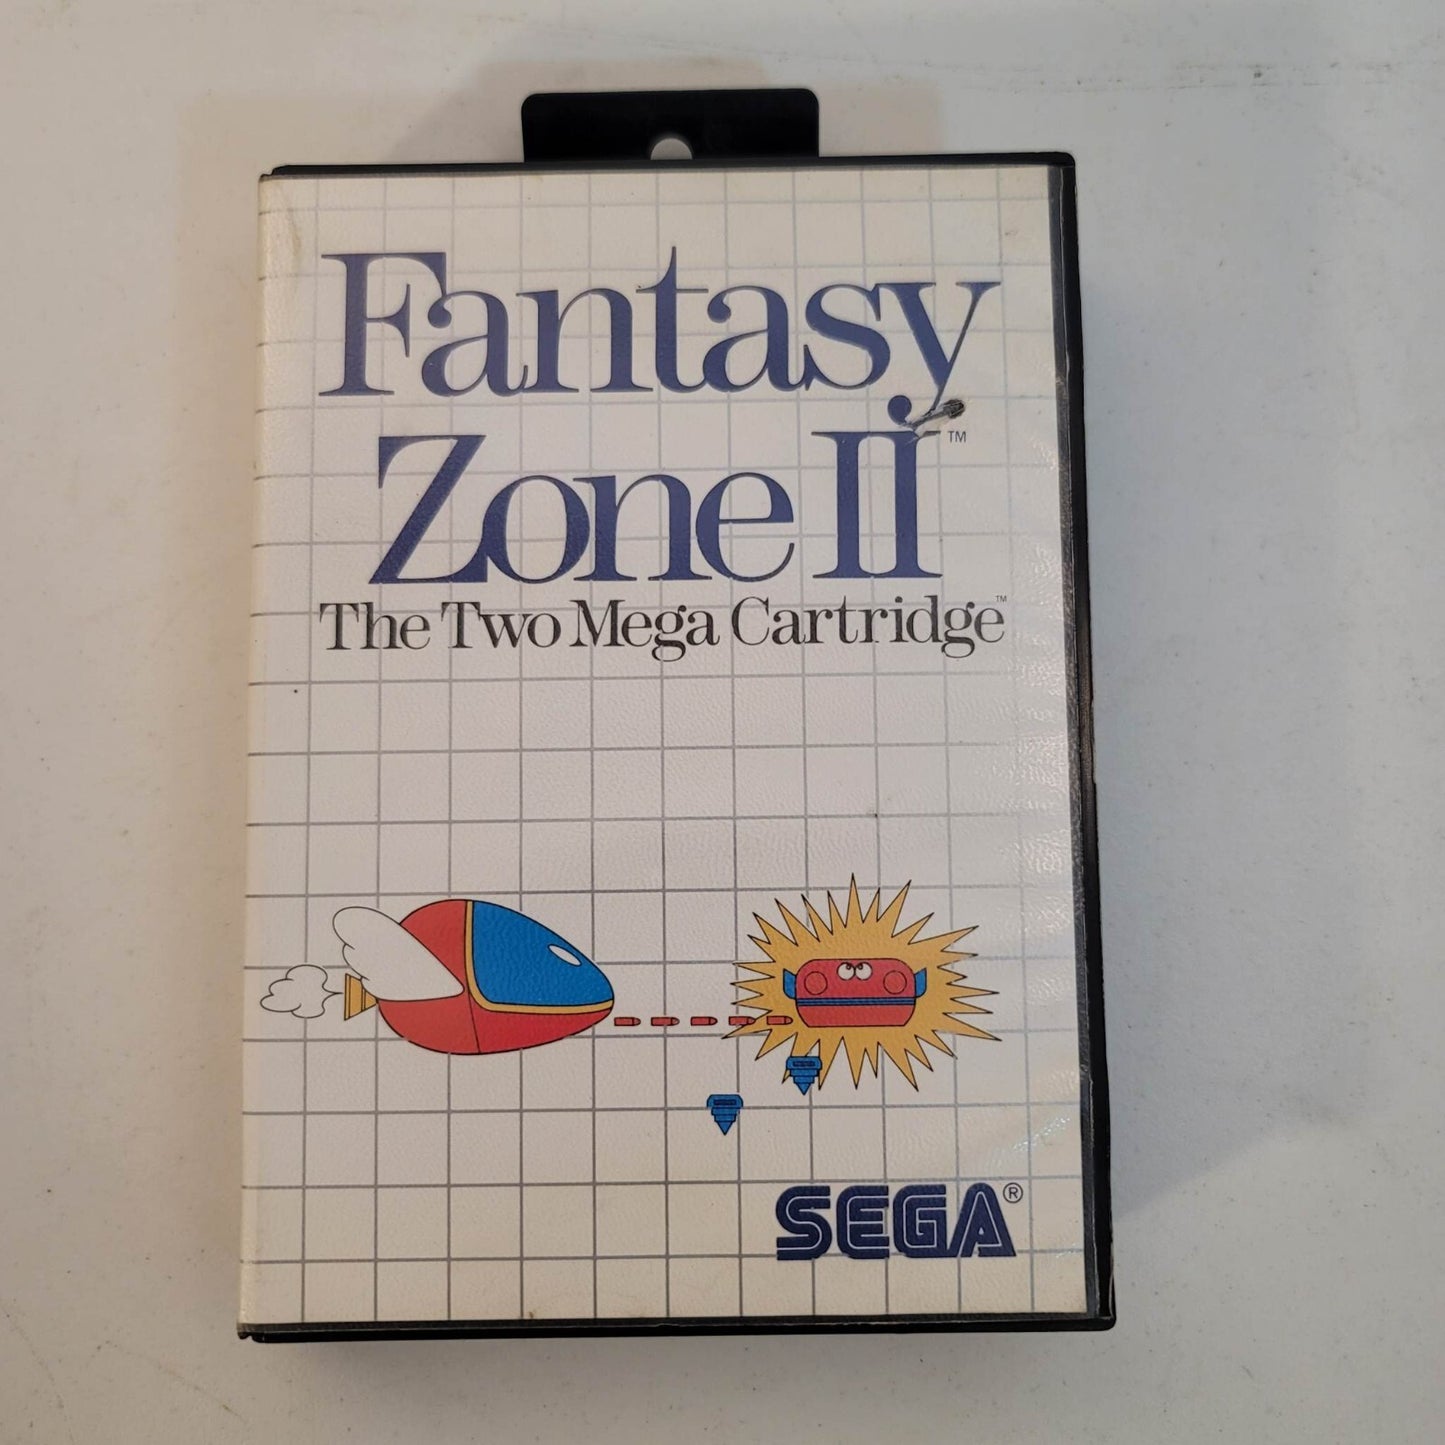 Fantasy
Zone II™
The Two Mega Cartridge™
SEGA®